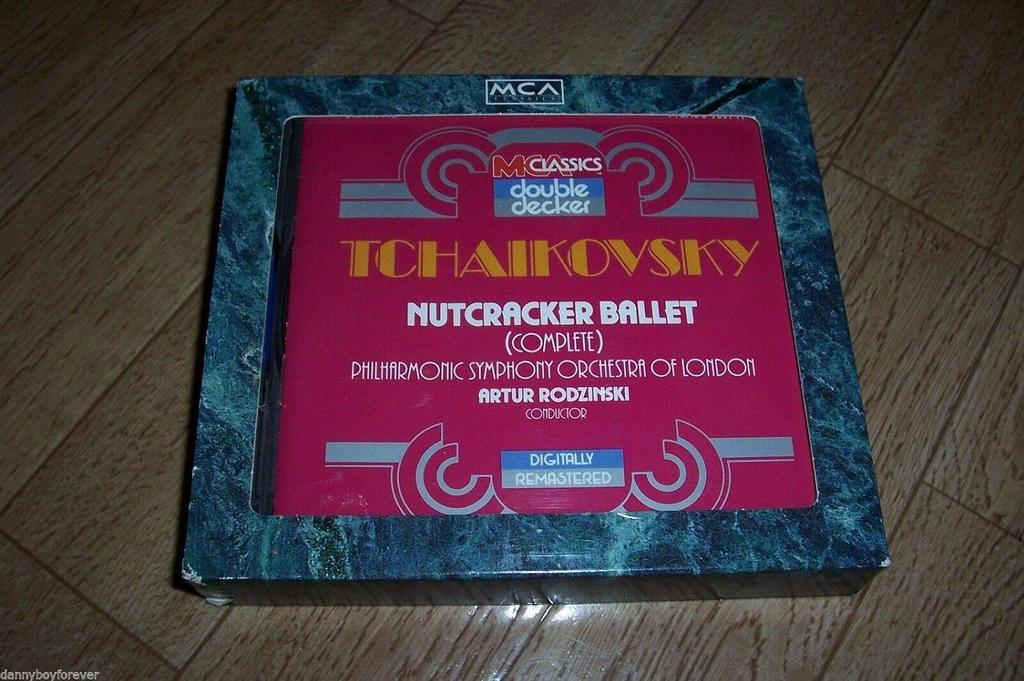 MCA
CLASSICS
MCA CLASSICS
double
decker
TCHAIKOVSKY
NUTCRACKER BALLET
(COMPLETE)
PHILHARMONIC SYMPHONY ORCHESTRA OF LONDON
ARTUR RODZINSKI
CONDUCTOR
DIGITALLY
REMASTERED
dannyboyforever